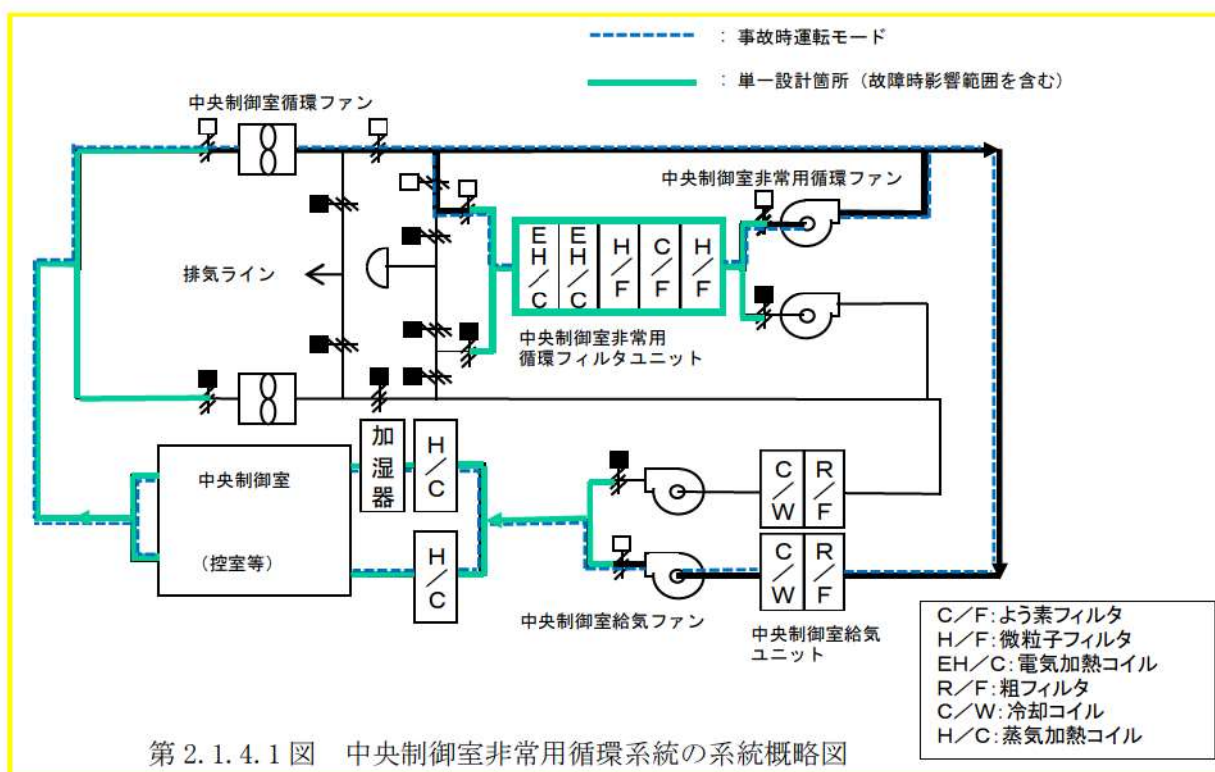 ：事故時運転モード
：単一設計箇所（故障時影響範囲を含む）
中央制御室循環ファン
中央制御室非常用循環ファン
排気ライン
EH/C
EH/C
H/F
C/F
H/F
中央制御室非常用
循環フィルタユニット
加湿器
H/C
中央制御室
（控室等）
H/C
C/W
R/F
C/W
R/F
中央制御室給気ファン
中央制御室給気
ユニット
C／F：よう素フィルタ
H／F：微粒子フィルタ
EH／C：電気加熱コイル
R／F：粗フィルタ
C／W：冷却コイル
H／C：蒸気加熱コイル
第 2.1.4.1 図　中央制御室非常用循環系統の系統概略図